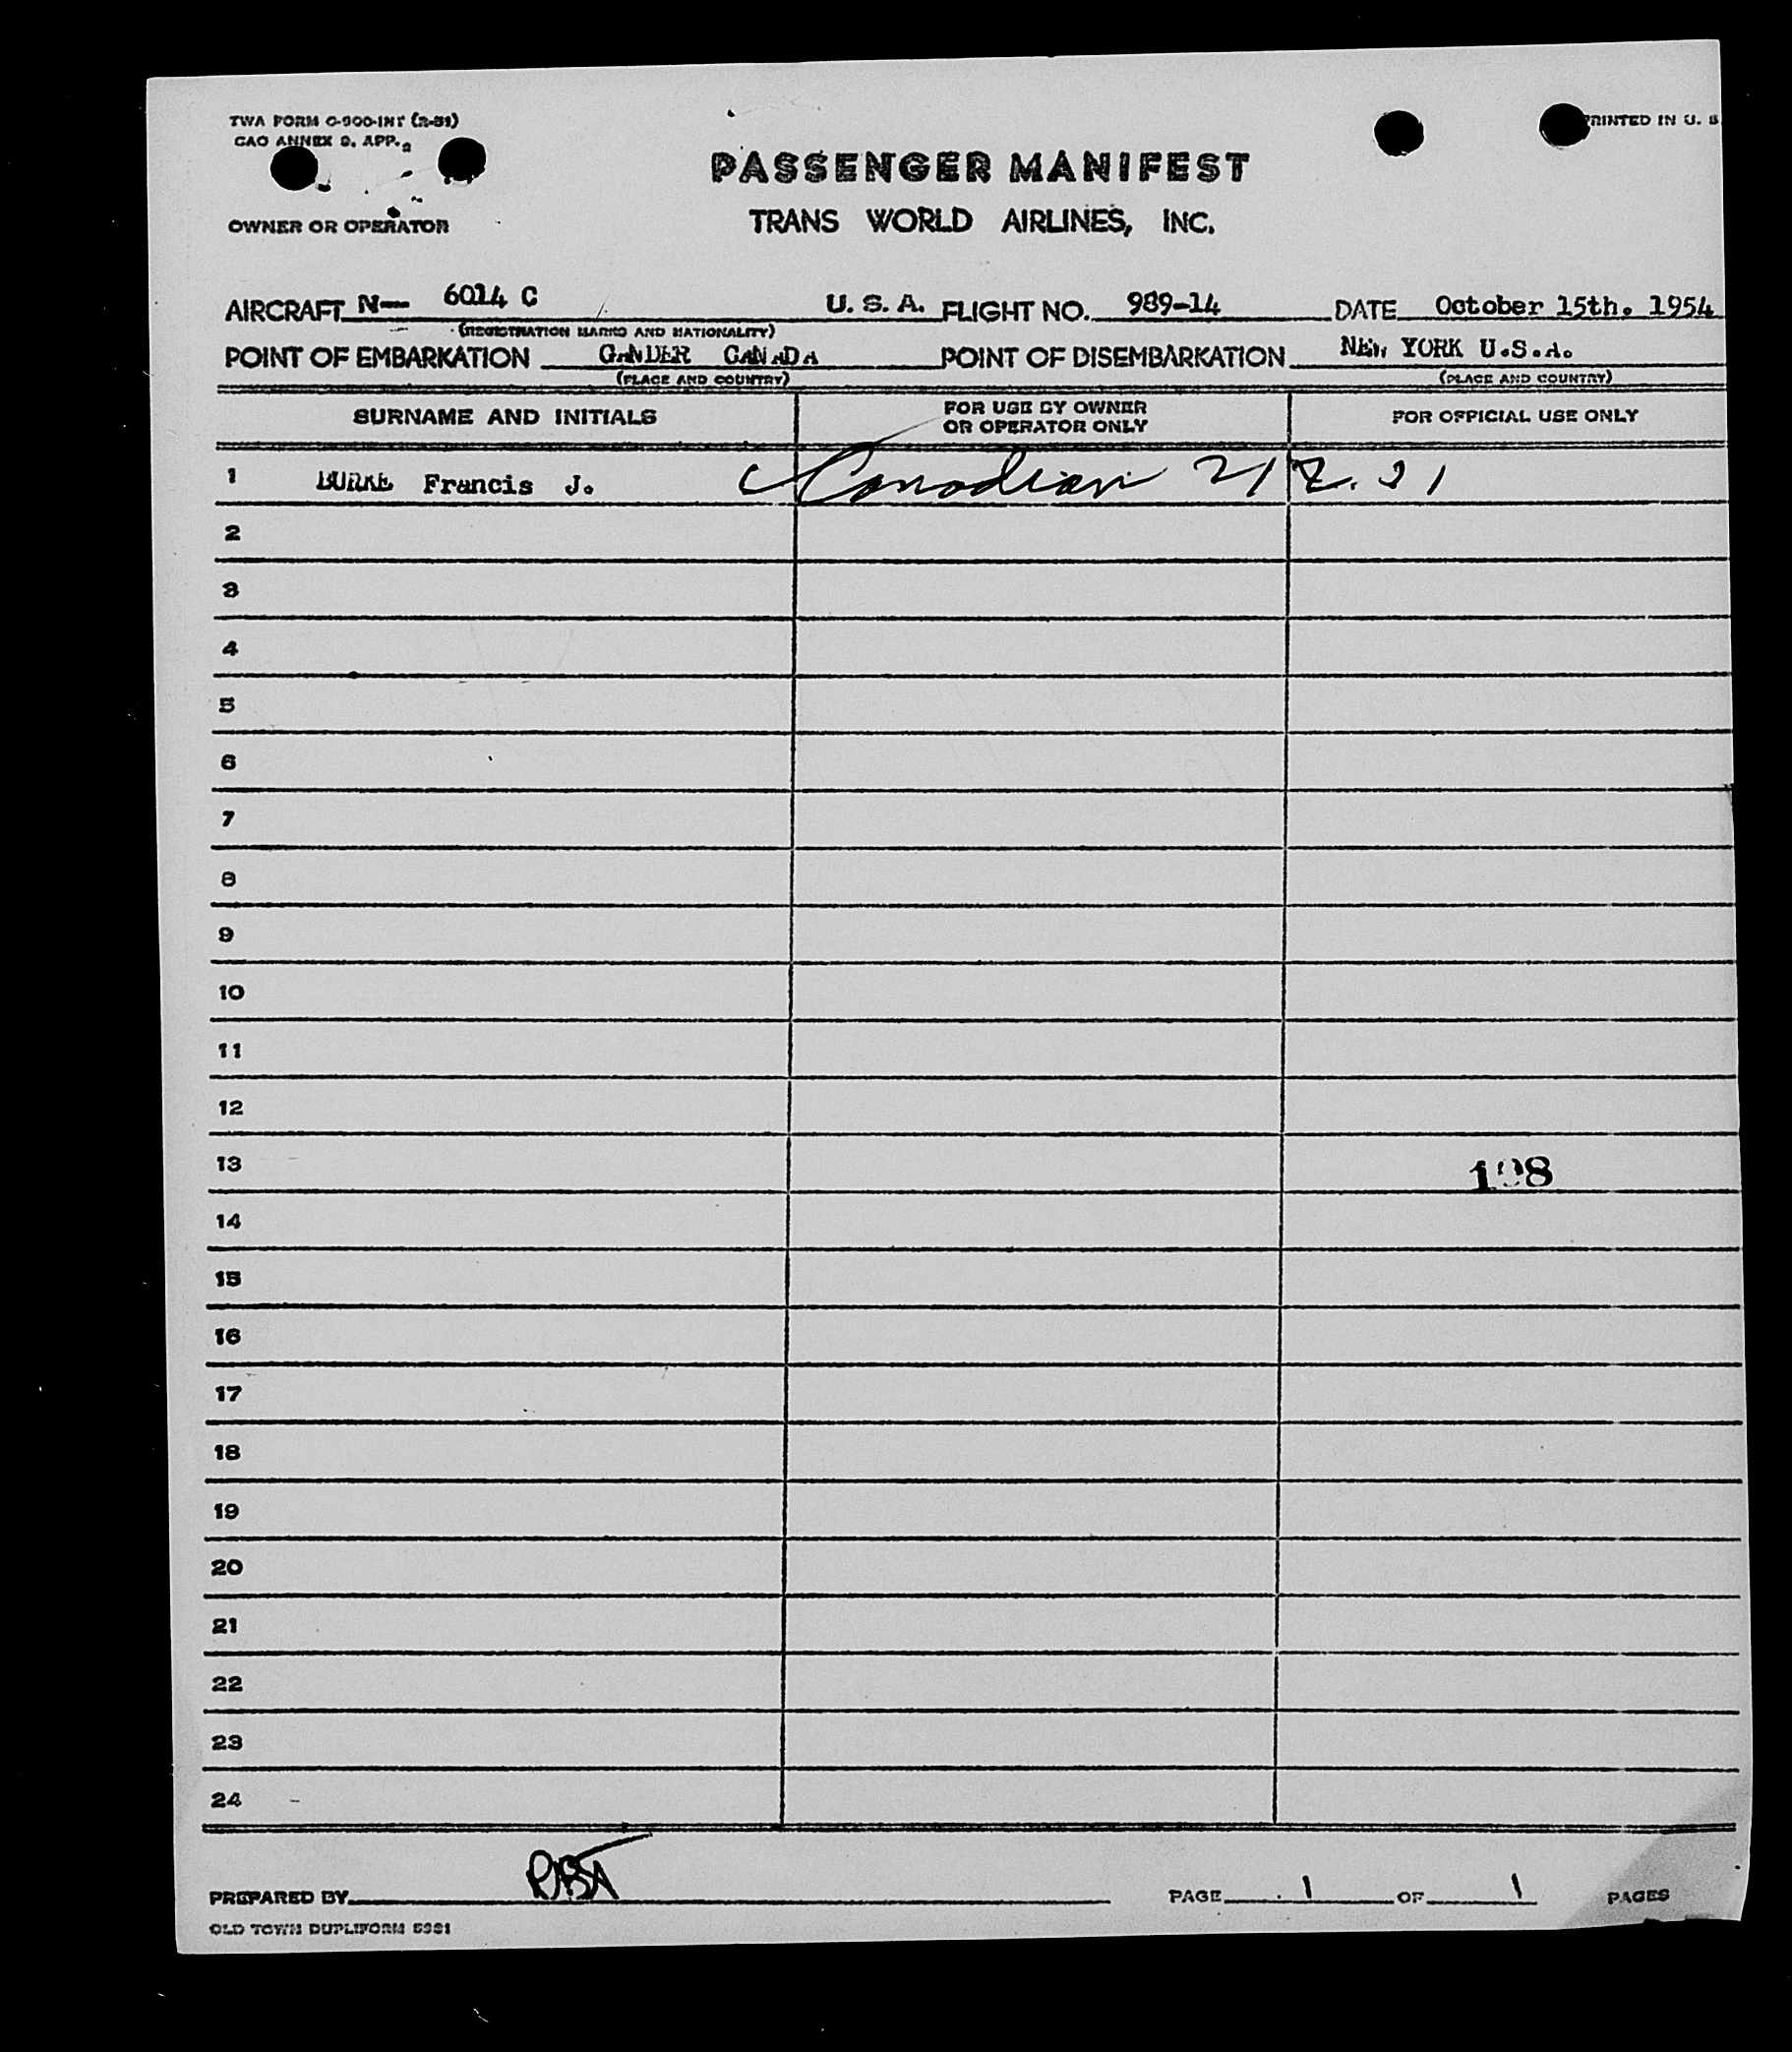 TWA FORM C-900-INT (R-51)
PRINTED IN U. S
CAO ANNEX 9, APP.
PASSENGER MANIFEST
OWNER OR OPERATOR
TRANS WORLD AIRLINES, INC.
AIRCRAFT N— 6014 C U. S. A. FLIGHT NO. 989-14 DATE October 15th. 1954
(REGISTRATION MARKS AND NATIONALITY)
POINT OF EMBARKATION GANDER CANADA POINT OF DISEMBARKATION NEW YORK U.S.A.
(PLACE AND COUNTRY) (PLACE AND COUNTRY)
SURNAME AND INITIALS FOR USE BY OWNER OR OPERATOR ONLY FOR OFFICIAL USE ONLY
1 BURKE Francis J. Canadian
2
3
4
5
6
7
8
9
10
11
12
13
14
15
16
17
18
19
20
21
22
23
24
PREPARED BY PAGE 1 OF 1 PAGES
OLD TOWN DUPLIFORM